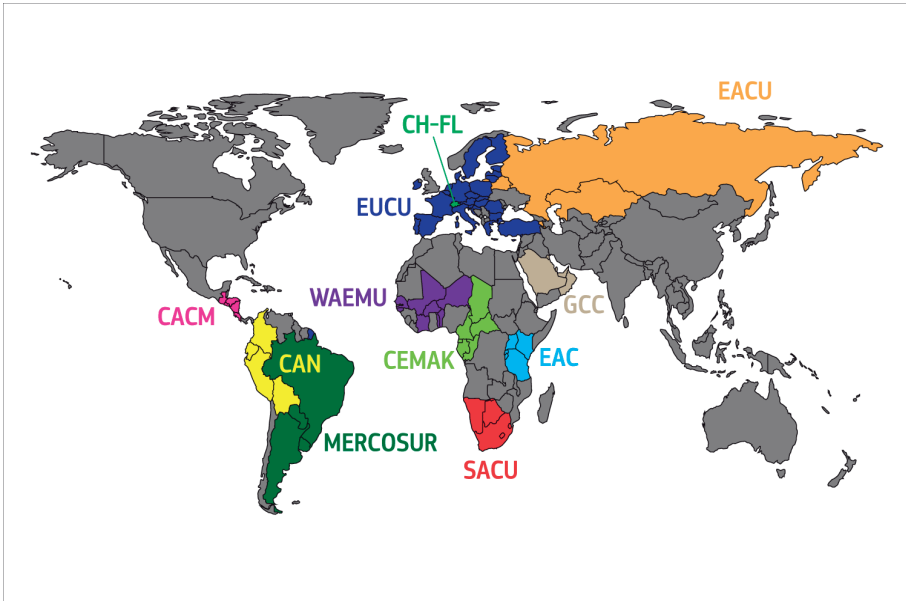 EACU
CH-FL
EUCU
WAEMU
GCC
CACM
CAN
CEMAK
EAC
MERCOSUR
SACU